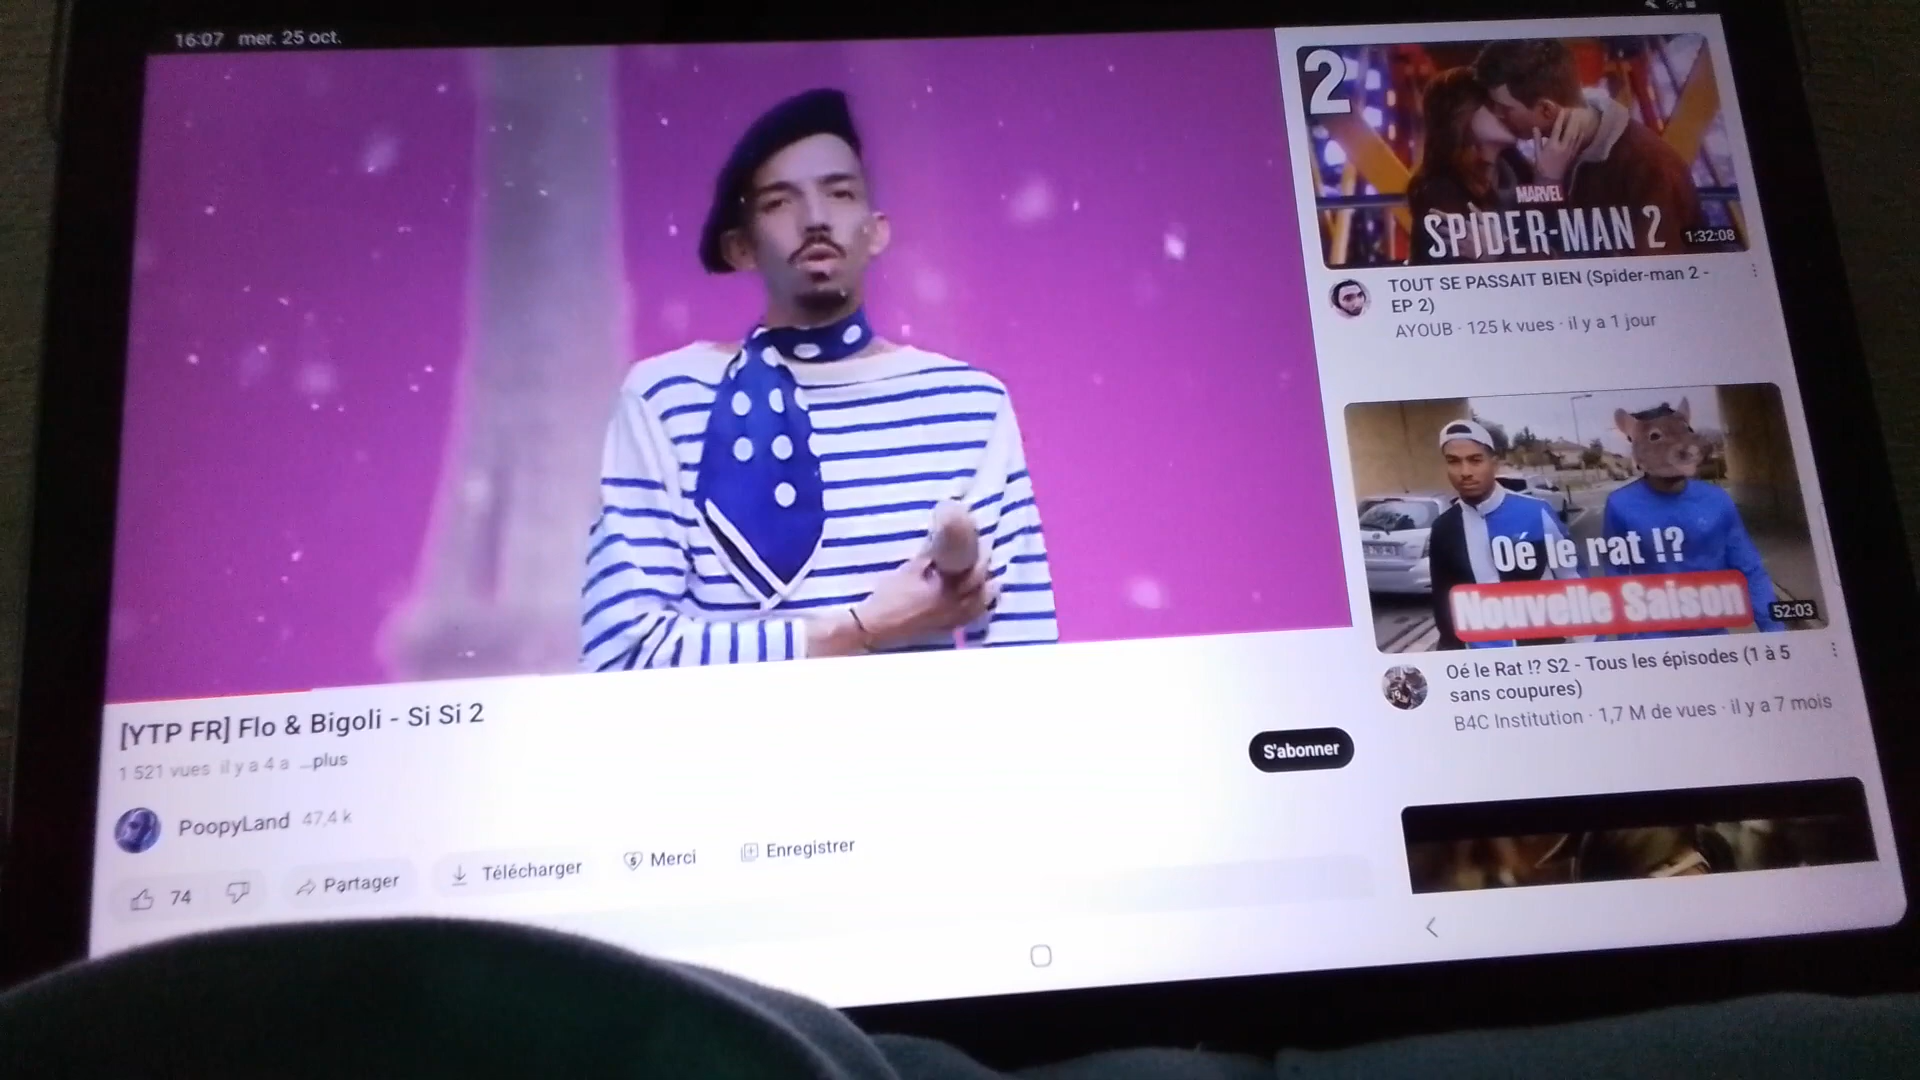 16:07 mer. 25 oct.
[YTP FR] Flo & Bigoli - Si Si 2
1 521 vues il y a 4 a ...plus
PoopyLand 47,4 k
S'abonner
74
Partager
Télécharger
Merci
Enregistrer
2
MARVEL
SPIDER-MAN 2
1:32:08
TOUT SE PASSAIT BIEN (Spider-man 2 -
EP 2)
AYOUB · 125 k vues · il y a 1 jour
Oé le rat !?
Nouvelle Saison
52:03
Oé le Rat !? S2 - Tous les épisodes (1 à 5
sans coupures)
B4C Institution · 1,7 M de vues · il y a 7 mois